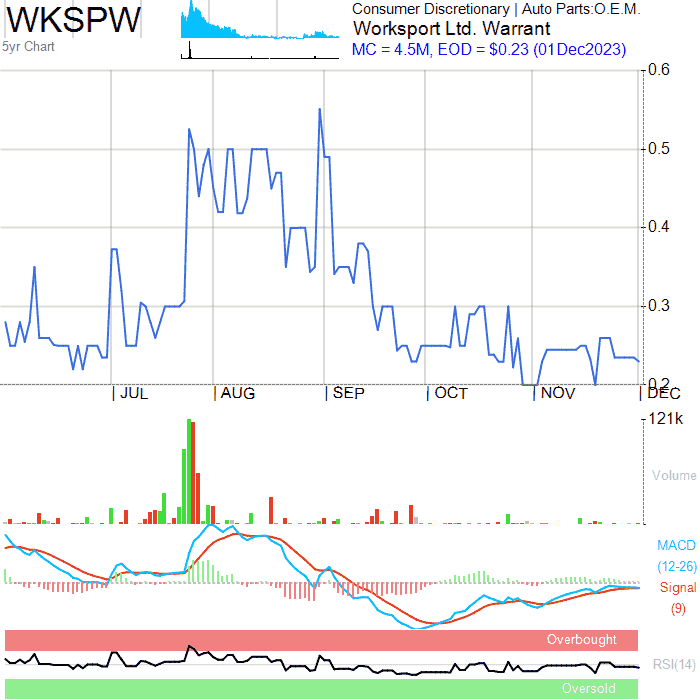 WKSPW
5yr Chart
Consumer Discretionary | Auto Parts:O.E.M.
Worksport Ltd. Warrant
MC = 4.5M, EOD = $0.23 (01Dec2023)
0.6
0.5
0.4
0.3
0.2
JUL AUG SEP OCT NOV DEC
121k
Volume
MACD
(12-26)
Signal
(9)
Overbought
RSI(14)
Oversold